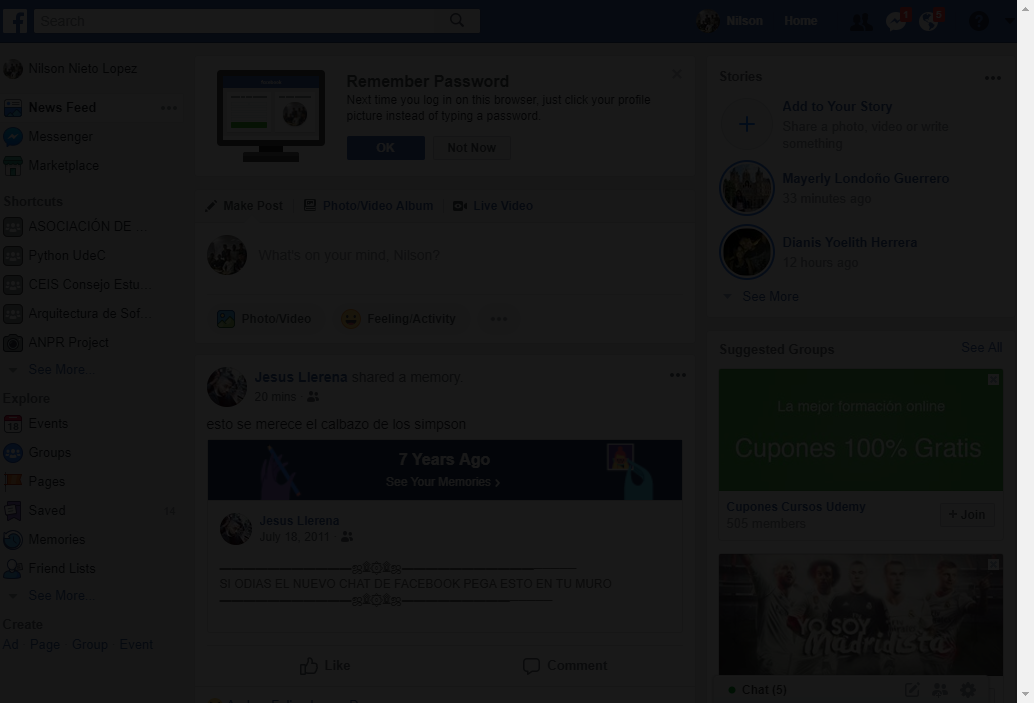 Search
Nilson
Home
1
5
Nilson Nieto Lopez
News Feed
Messenger
Marketplace
Shortcuts
ASOCIACIÓN DE ...
Python UdeC
CEIS Consejo Estu...
Arquitectura de Sof...
ANPR Project
See More...
Explore
Events
Groups
Pages
Saved 14
Memories
Friend Lists
See More...
Create
Ad Page Group Event
Remember Password
Next time you log in on this browser, just click your profile
picture instead of typing a password.
OK Not Now
Make Post Photo/Video Album Live Video
What's on your mind, Nilson?
Photo/Video Feeling/Activity
Jesus Llerena shared a memory
20 mins ·
esto se merece el calbazo de los simpson
7 Years Ago
See Your Memories ›
Jesus Llerena
July 18, 2011 ·
SI ODIAS EL NUEVO CHAT DE FACEBOOK PEGA ESTO EN TU MURO
Like Comment
Stories
Add to Your Story
Share a photo, video or write
something
Mayerly Londoño Guerrero
33 minutes ago
Dianis Yoelith Herrera
12 hours ago
See More
Suggested Groups See All
La mejor formación online
Cupones 100% Gratis
Cupones Cursos Udemy
565 members
+ Join
YO SOY
Madridista
Chat (5)